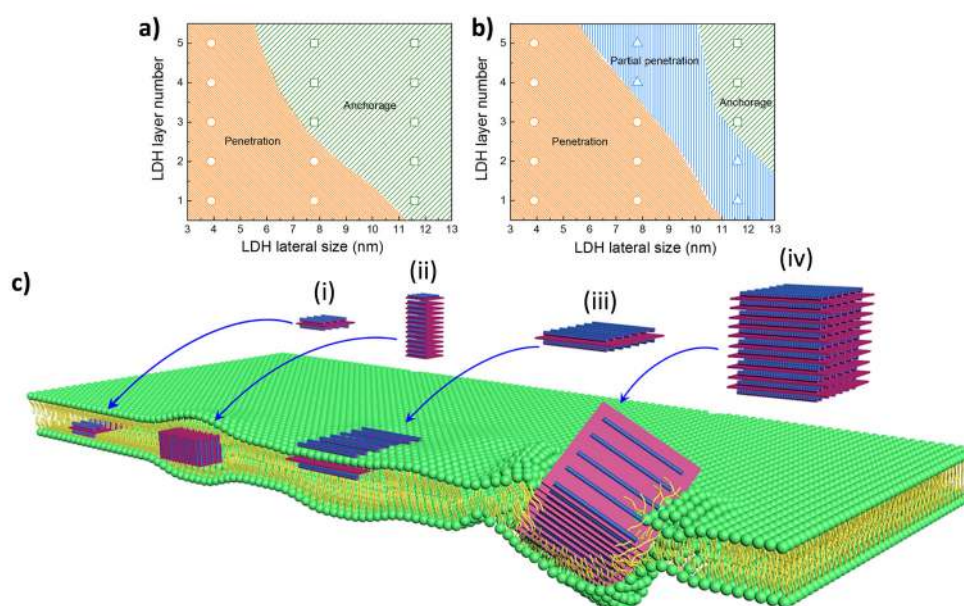 a)
LDH layer number
5
4
3
2
1
Penetration
Anchorage
3 4 5 6 7 8 9 10 11 12 13
LDH lateral size (nm)
b)
LDH layer number
5
4
3
2
1
Partial penetration
Anchorage
Penetration
3 4 5 6 7 8 9 10 11 12 13
LDH lateral size (nm)
c)
(i)
(ii)
(iii)
(iv)